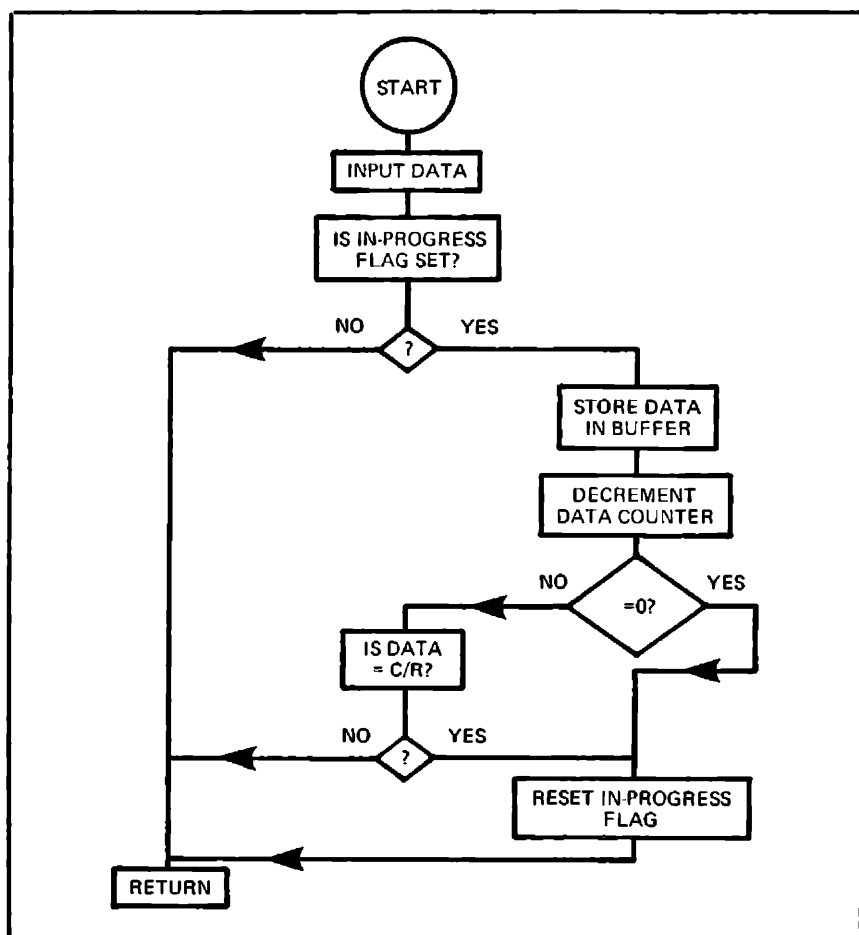 START
INPUT DATA
IS IN-PROGRESS
FLAG SET?
NO
YES
?
STORE DATA
IN BUFFER
DECREMENT
DATA COUNTER
NO
YES
=0?
IS DATA
= C/R?
NO
YES
?
RESET IN-PROGRESS
FLAG
RETURN